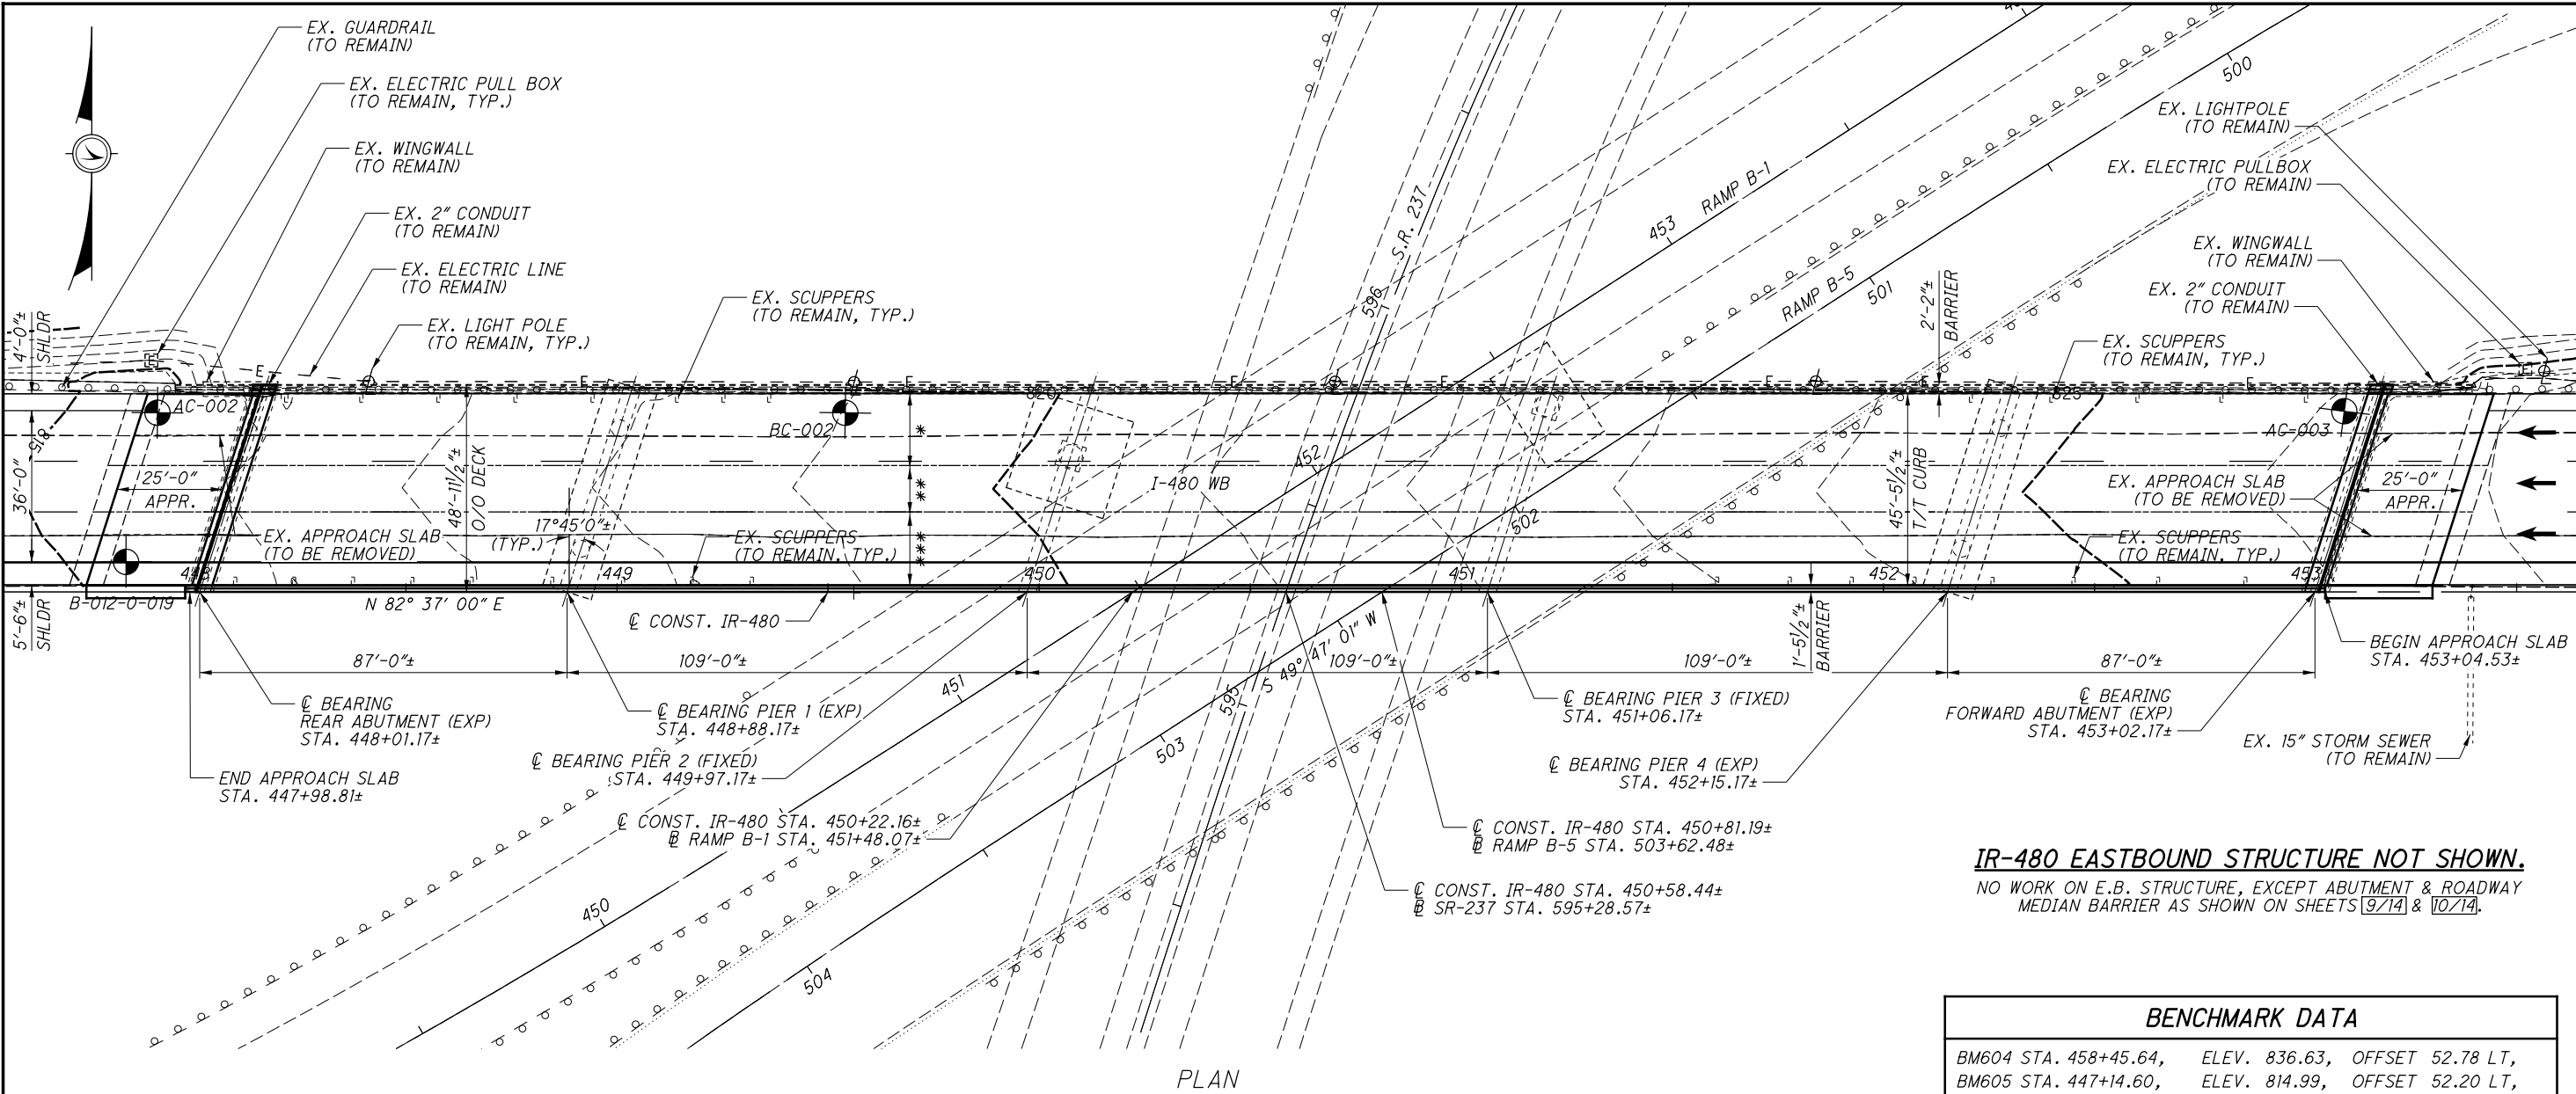 EX. GUARDRAIL
(TO REMAIN)
EX. ELECTRIC PULL BOX
(TO REMAIN, TYP.)
EX. WINGWALL
(TO REMAIN)
EX. 2" CONDUIT
(TO REMAIN)
EX. ELECTRIC LINE
(TO REMAIN)
EX. LIGHT POLE
(TO REMAIN, TYP.)
EX. SCUPPERS
(TO REMAIN, TYP.)
S.R. 237
596
453
RAMP B-1
RAMP B-5
501
500
EX. LIGHTPOLE
(TO REMAIN)
EX. ELECTRIC PULLBOX
(TO REMAIN)
EX. WINGWALL
(TO REMAIN)
EX. 2" CONDUIT
(TO REMAIN)
EX. SCUPPERS
(TO REMAIN, TYP.)
2'-2"±
BARRIER
4'-0"±
SHLDR
36'-0"
5'-6"±
SHLDR
815
AC-002
25'-0"
APPR.
EX. APPROACH SLAB
(TO BE REMOVED)
B-012-0-019
448
N 82° 37' 00" E
48'-11½"±
O/O DECK
17°45'0"±
(TYP.)
449
EX. SCUPPERS
(TO REMAIN, TYP.)
BC-002
820
*
**
***
450
I-480 WB
452
502
451
825
45'-5½"±
T/T CURB
452
AC-003
EX. APPROACH SLAB
(TO BE REMOVED)
25'-0"
APPR.
EX. SCUPPERS
(TO REMAIN, TYP.)
453
℄ CONST. IR-480
87'-0"±
109'-0"±
109'-0"±
109'-0"±
87'-0"±
1'-5½"±
BARRIER
S 49° 47' 01" W
595
451
450
503
504
℄ BEARING
REAR ABUTMENT (EXP)
STA. 448+01.17±
END APPROACH SLAB
STA. 447+98.81±
℄ BEARING PIER 1 (EXP)
STA. 448+88.17±
℄ BEARING PIER 2 (FIXED)
STA. 449+97.17±
℄ CONST. IR-480 STA. 450+22.16±
B RAMP B-1 STA. 451+48.07±
℄ BEARING PIER 3 (FIXED)
STA. 451+06.17±
℄ BEARING PIER 4 (EXP)
STA. 452+15.17±
℄ CONST. IR-480 STA. 450+81.19±
B RAMP B-5 STA. 503+62.48±
℄ CONST. IR-480 STA. 450+58.44±
B SR-237 STA. 595+28.57±
℄ BEARING
FORWARD ABUTMENT (EXP)
STA. 453+02.17±
BEGIN APPROACH SLAB
STA. 453+04.53±
EX. 15" STORM SEWER
(TO REMAIN)
IR-480 EASTBOUND STRUCTURE NOT SHOWN.
NO WORK ON E.B. STRUCTURE, EXCEPT ABUTMENT & ROADWAY
MEDIAN BARRIER AS SHOWN ON SHEETS 9/14 & 10/14.
PLAN
BENCHMARK DATA
BM604 STA. 458+45.64, ELEV. 836.63, OFFSET 52.78 LT,
BM605 STA. 447+14.60, ELEV. 814.99, OFFSET 52.20 LT,